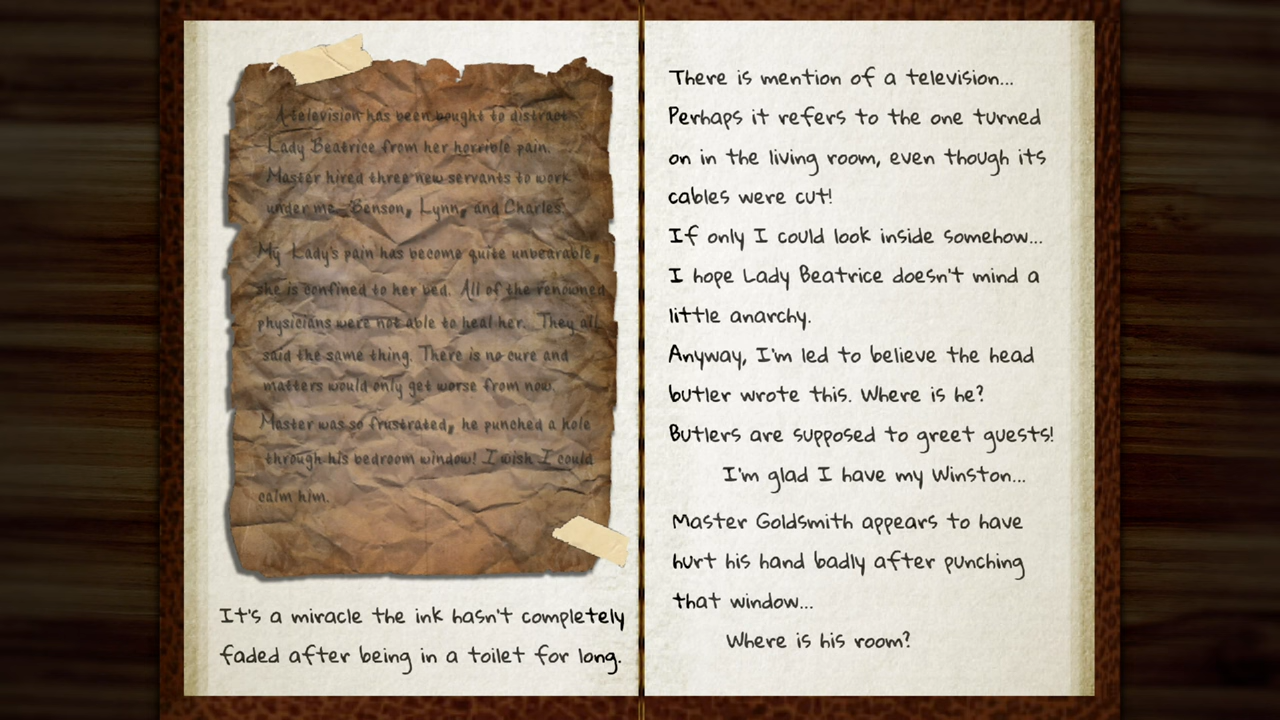 A television has been bought to distract
Lady Beatrice from her horrible pain.
Master hired three new servants to work
under me—Benson, Lynn, and Charles.
My Lady's pain has become quite unbearable,
she is confined to her bed. All of the renowned
physicians were not able to heal her. They all
said the same thing. There is no cure and
matters would only get worse from now.
Master was so frustrated, he punched a hole
through his bedroom window! I wish I could
calm him.
It's a miracle the ink hasn't completely
faded after being in a toilet for long.
There is mention of a television...
Perhaps it refers to the one turned
on in the living room, even though its
cables were cut!
If only I could look inside somehow...
I hope Lady Beatrice doesn't mind a
little anarchy.
Anyway, I'm led to believe the head
butler wrote this. Where is he?
Butlers are supposed to greet guests!
I'm glad I have my Winston...
Master Goldsmith appears to have
hurt his hand badly after punching
that window...
Where is his room?